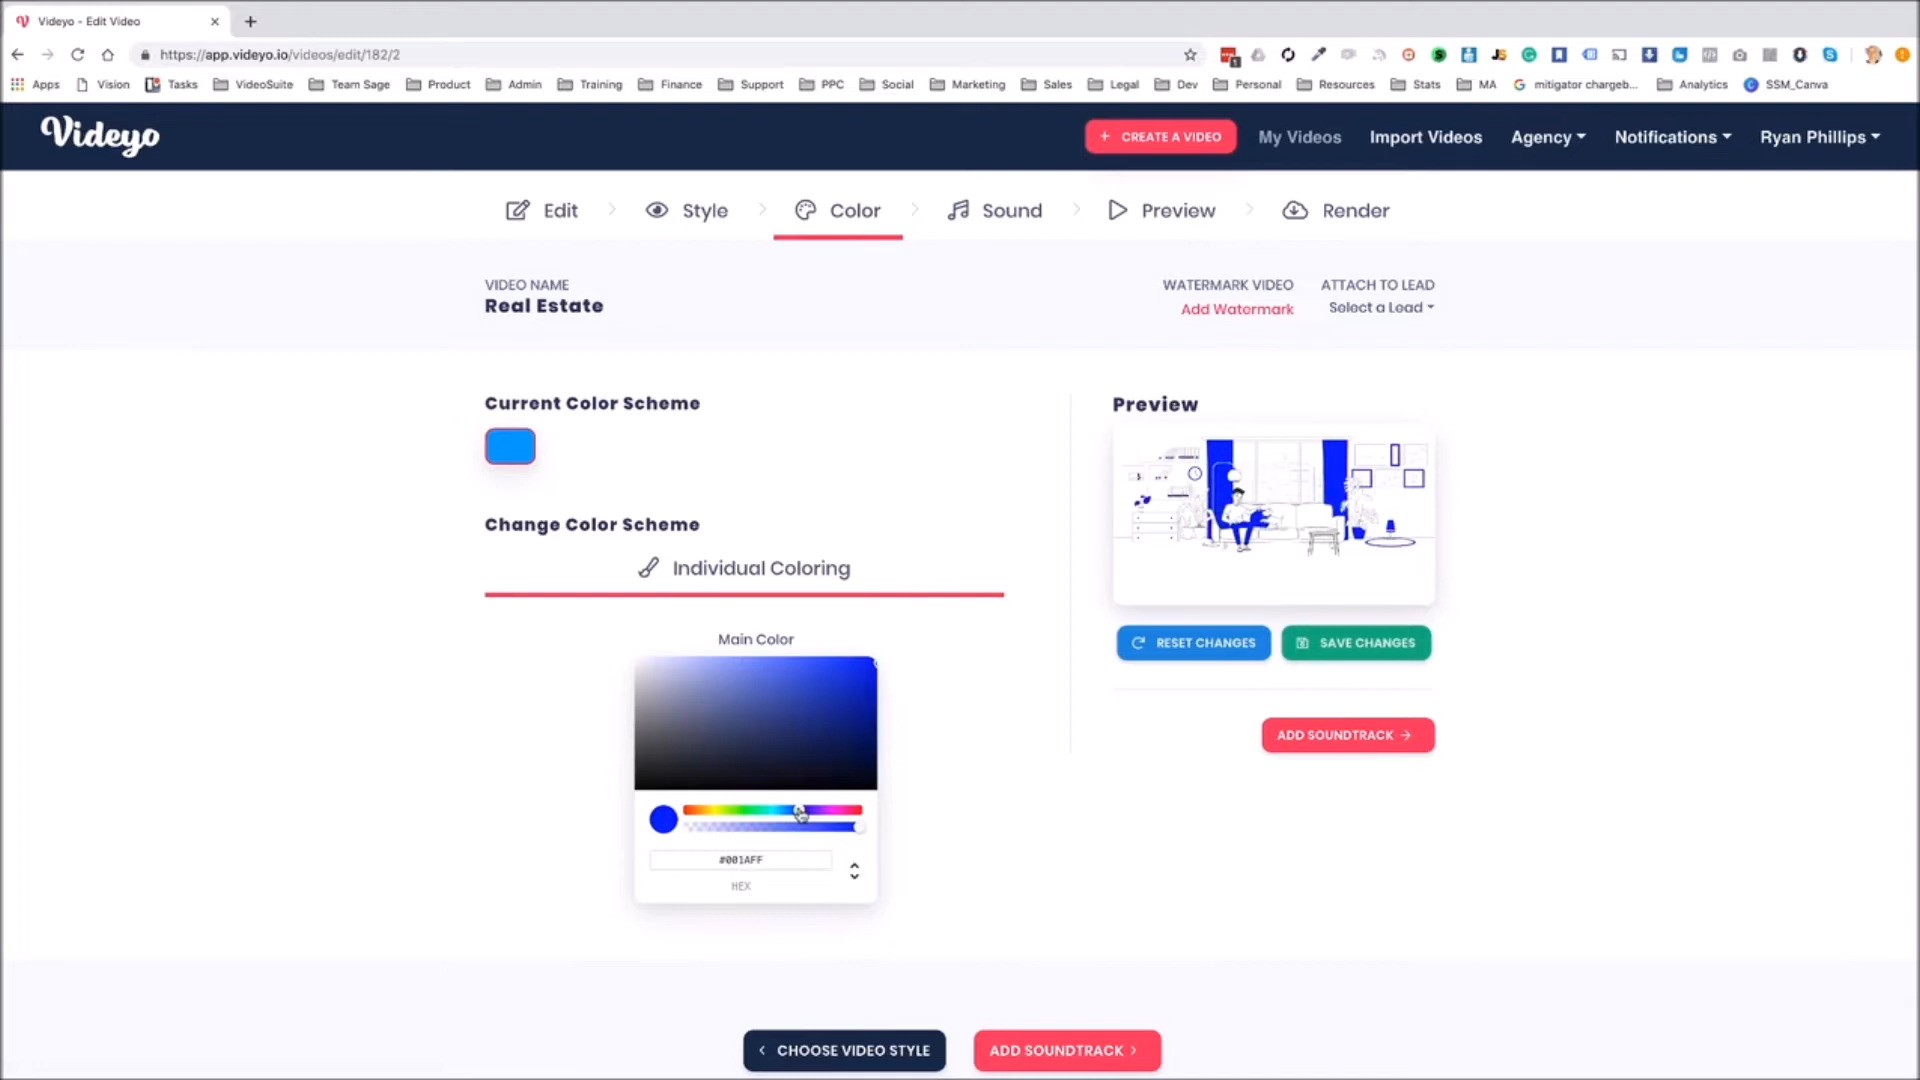 Videyo - Edit Video
https://app.videyo.io/videos/edit/182/2
Apps Vision Tasks VideoSuite Team Sage Product Admin Training Finance Support PPC Social Marketing Sales Legal Dev Personal Resources Stats MA mitigator chargeb... Analytics SSM_Canva
Videyo
+ CREATE A VIDEO My Videos Import Videos Agency Notifications Ryan Phillips
Edit Style Color Sound Preview Render
VIDEO NAME WATERMARK VIDEO ATTACH TO LEAD
Real Estate Add Watermark Select a Lead
Current Color Scheme Preview
Change Color Scheme
Individual Coloring
Main Color RESET CHANGES SAVE CHANGES
ADD SOUNDTRACK
#001AFF
HEX
CHOOSE VIDEO STYLE ADD SOUNDTRACK